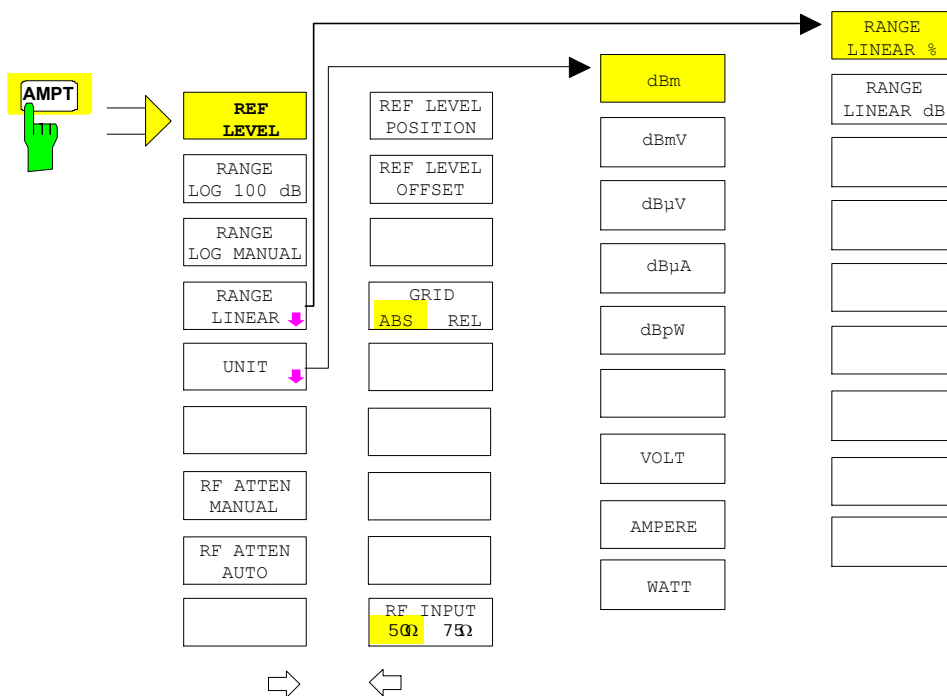 AMPT
REF
LEVEL
RANGE
LOG 100 dB
RANGE
LOG MANUAL
RANGE
LINEAR
UNIT
RF ATTEN
MANUAL
RF ATTEN
AUTO
REF LEVEL
POSITION
REF LEVEL
OFFSET
GRID
ABS REL
RF INPUT
50Ω 75Ω
dBm
dBmV
dBµV
dBµA
dBpW
VOLT
AMPERE
WATT
RANGE
LINEAR %
RANGE
LINEAR dB